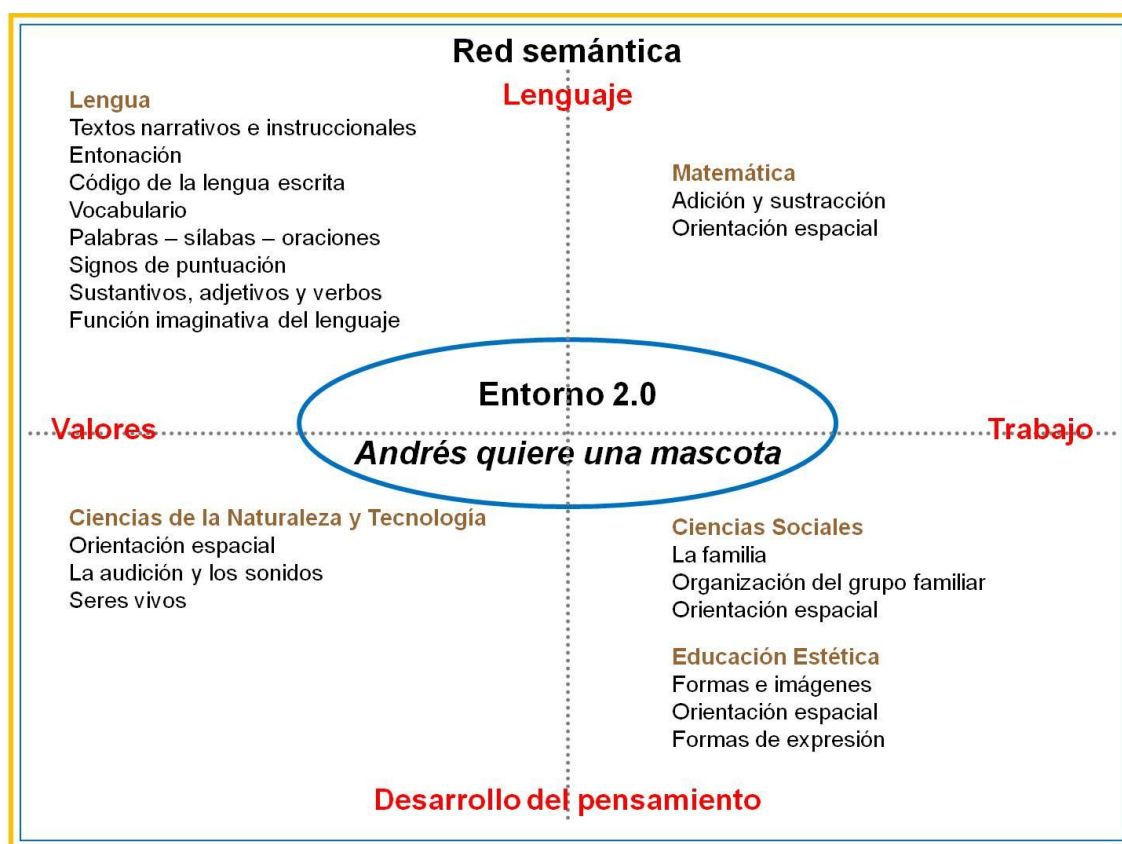 Red semántica
Lenguaje
Lengua
Textos narrativos e instruccionales
Entonación
Código de la lengua escrita
Vocabulario
Palabras – sílabas – oraciones
Signos de puntuación
Sustantivos, adjetivos y verbos
Función imaginativa del lenguaje
Matemática
Adición y sustracción
Orientación espacial
Entorno 2.0
Andrés quiere una mascota
Valores
Trabajo
Ciencias de la Naturaleza y Tecnología
Orientación espacial
La audición y los sonidos
Seres vivos
Ciencias Sociales
La familia
Organización del grupo familiar
Orientación espacial
Educación Estética
Formas e imágenes
Orientación espacial
Formas de expresión
Desarrollo del pensamiento